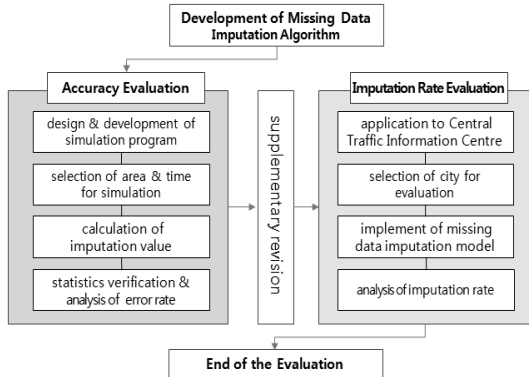 Development of Missing Data
Imputation Algorithm
Accuracy Evaluation
design & development of
simulation program
selection of area & time
for simulation
calculation of
imputation value
statistics verification &
analysis of error rate
supplementary revision
Imputation Rate Evaluation
application to Central
Traffic Information Centre
selection of city for
evaluation
implement of missing
data imputation model
analysis of imputation rate
End of the Evaluation